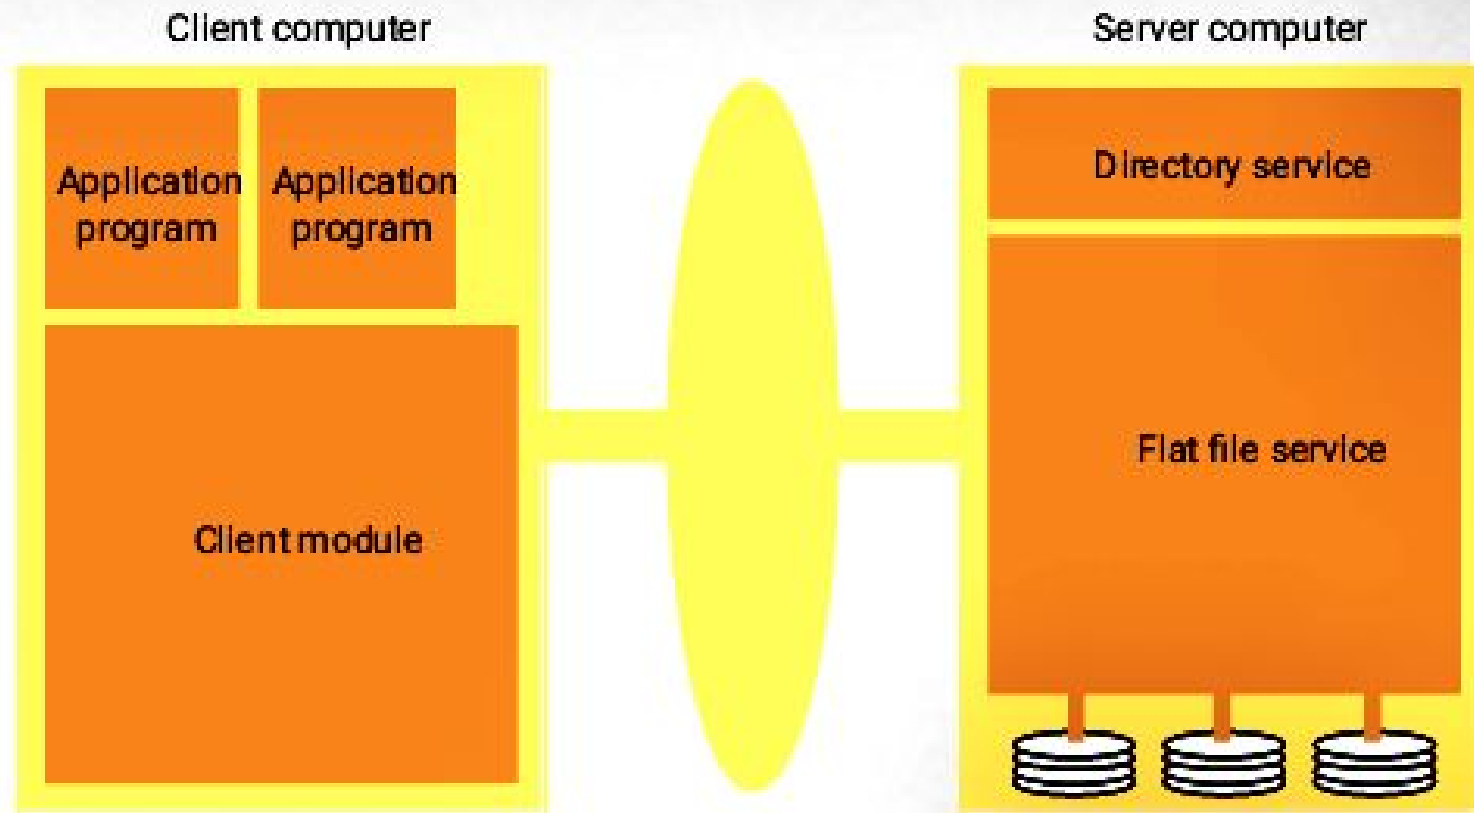 Client computer
Server computer
Application
program
Application
program
Directory service
Flat file service
Client module